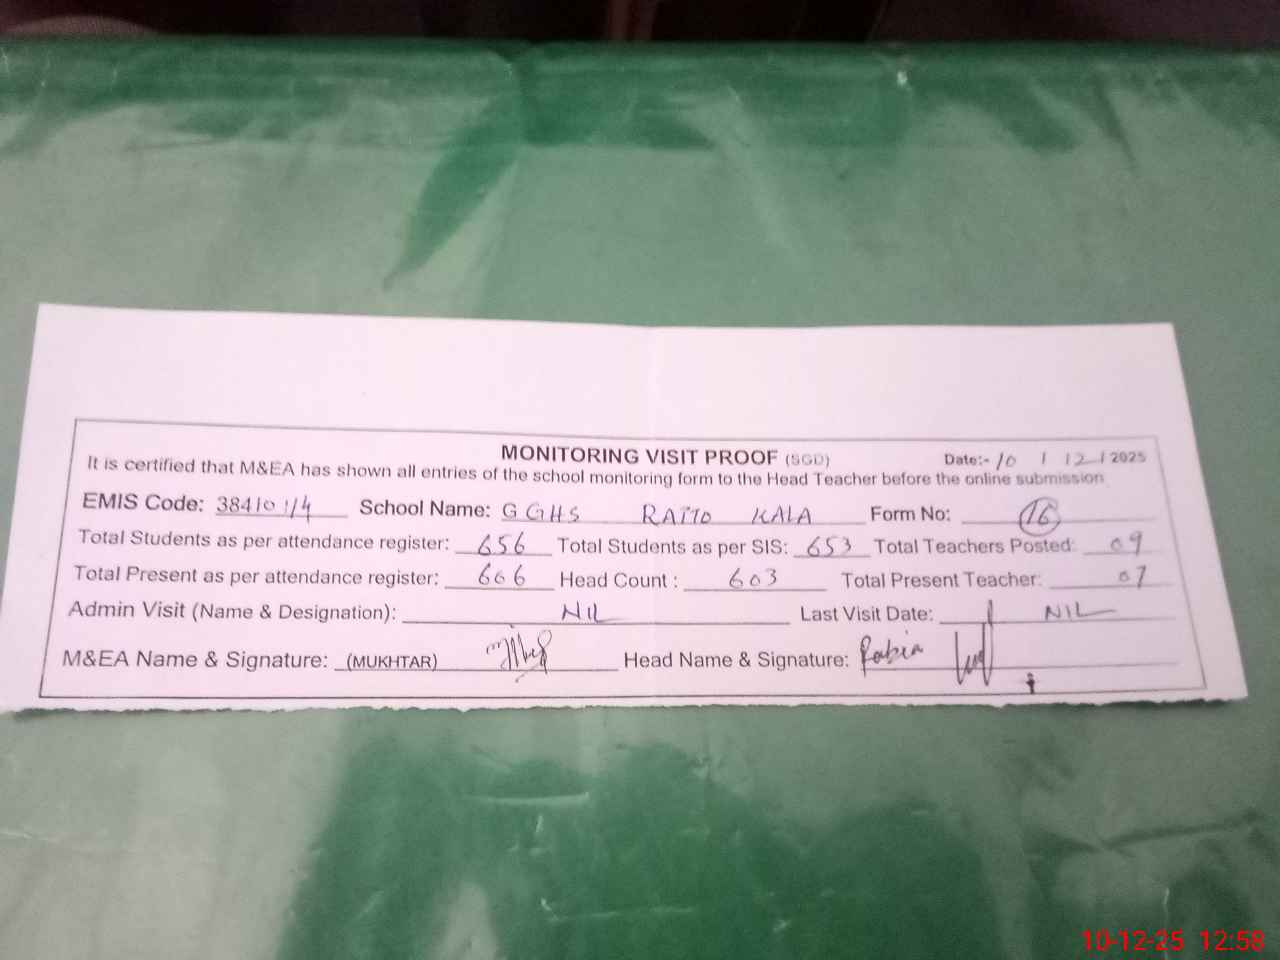 MONITORING VISIT PROOF (SGD) Date:- 10 / 12 / 2025
It is certified that M&EA has shown all entries of the school monitoring form to the Head Teacher before the online submission
EMIS Code: 38410114 School Name: GGHS RATTO KALA Form No: 16
Total Students as per attendance register: 656 Total Students as per SIS: 653 Total Teachers Posted: 09
Total Present as per attendance register: 606 Head Count : 603 Total Present Teacher: 07
Admin Visit (Name & Designation): NIL Last Visit Date: NIL
M&EA Name & Signature: (MUKHTAR) Head Name & Signature: Rabia
10-12-25 12:58